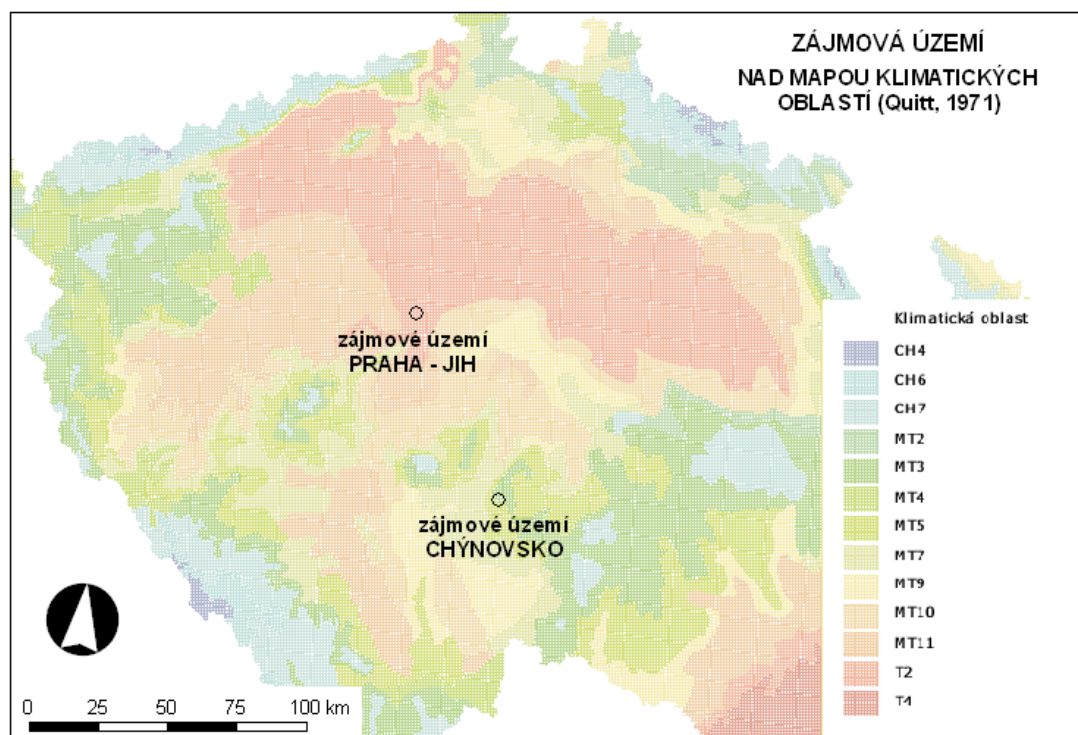 ZÁJMOVÁ ÚZEMÍ
NAD MAPOU KLIMATICKÝCH
OBLASTÍ (Quitt, 1971)
zájmové území
PRAHA - JIH
zájmové území
CHÝNOVSKO
Klimatická oblast
CH4
CH6
CH7
MT2
MT3
MT4
MT5
MT7
MT9
MT10
MT11
T2
T4
0 25 50 75 100 km